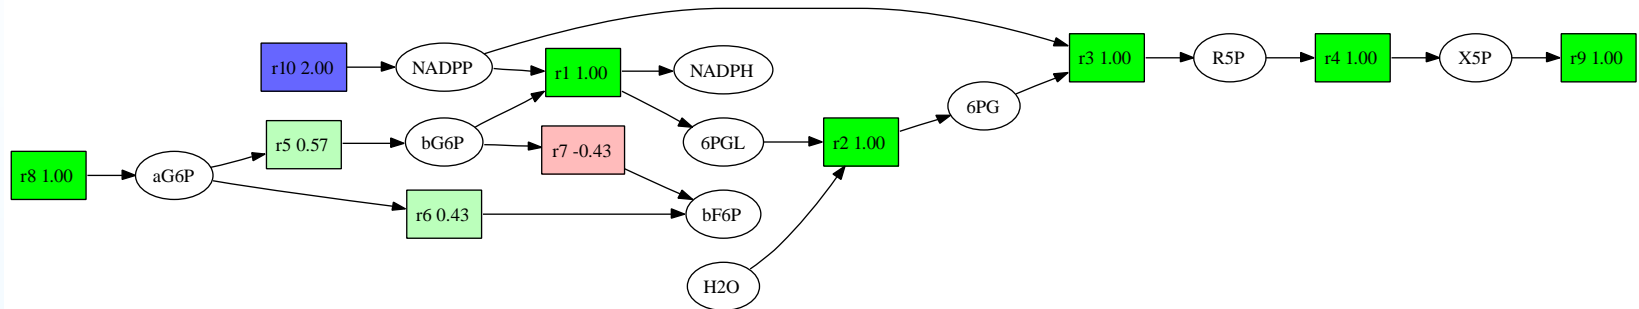 r10 2.00
NADPP
r1 1.00
NADPH
r3 1.00
R5P
r4 1.00
X5P
r9 1.00
6PG
r5 0.57
bG6P
r7 -0.43
6PGL
r2 1.00
r8 1.00
aG6P
r6 0.43
bF6P
H2O